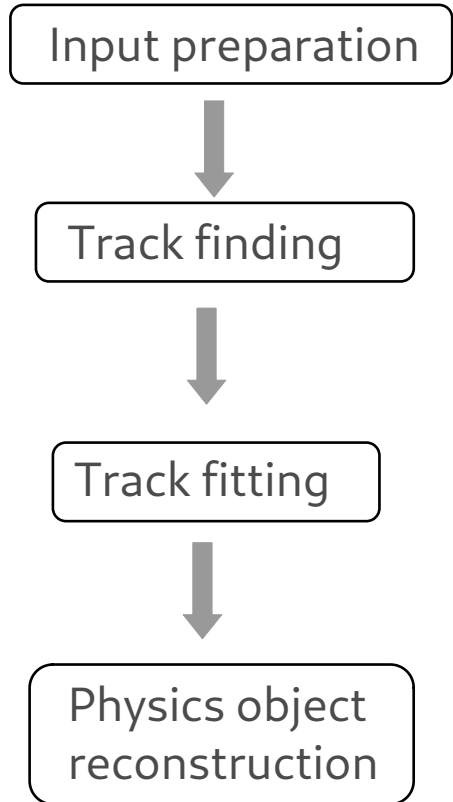 Input preparation
Track finding
Track fitting
Physics object
reconstruction